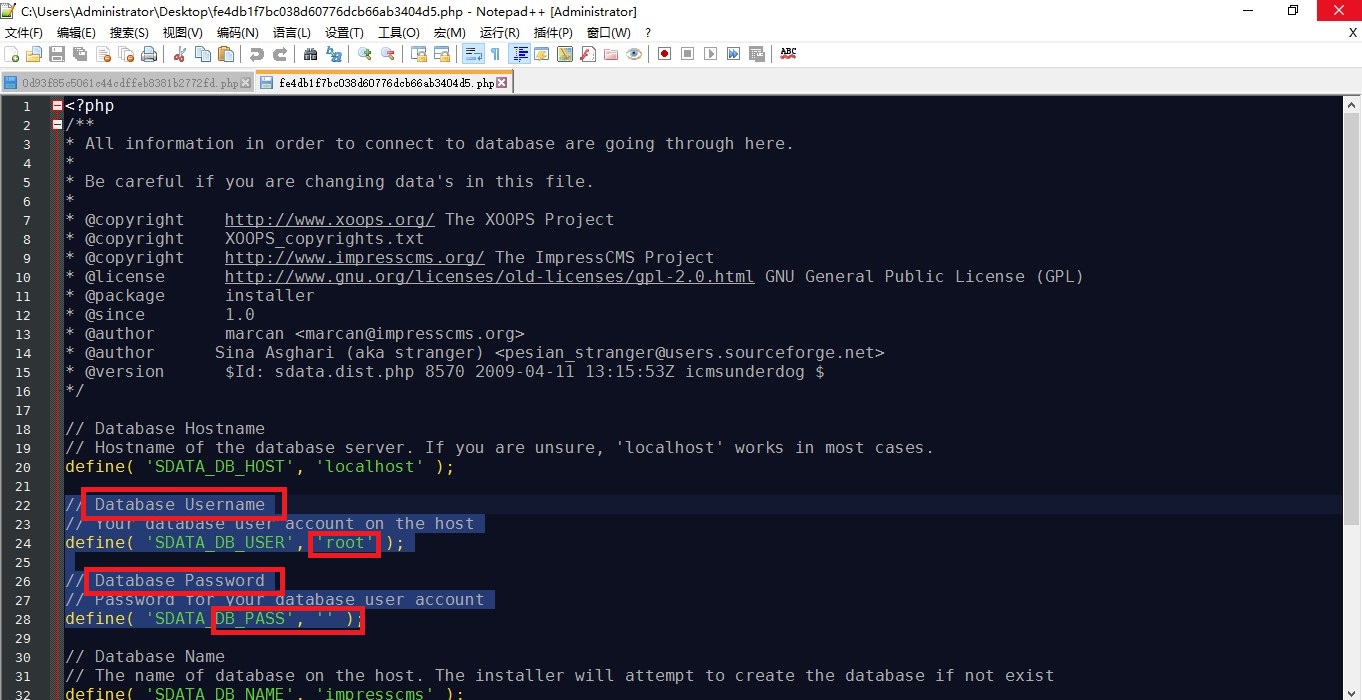 C:\Users\Administrator\Desktop\fe4db1f7bc038d60776dcb66ab3404d5.php - Notepad++ [Administrator]
文件(F) 编辑(E) 搜索(S) 视图(V) 编码(N) 语言(L) 设置(T) 工具(O) 宏(M) 运行(R) 插件(P) 窗口(W) ? X
ABC
0d93f85c5061c44cdffeb8381b2772fd.php fe4db1f7bc038d60776dcb66ab3404d5.php
1 <?php
2 /**
3 * All information in order to connect to database are going through here.
4 *
5 * Be careful if you are changing data's in this file.
6 *
7 * @copyright http://www.xoops.org/ The XOOPS Project
8 * @copyright XOOPS_copyrights.txt
9 * @copyright http://www.impresscms.org/ The ImpressCMS Project
10 * @license http://www.gnu.org/licenses/old-licenses/gpl-2.0.html GNU General Public License (GPL)
11 * @package installer
12 * @since 1.0
13 * @author marcan <marcan@impresscms.org>
14 * @author Sina Asghari (aka stranger) <pesian_stranger@users.sourceforge.net>
15 * @version $Id: sdata.dist.php 8570 2009-04-11 13:15:53Z icmsunderdog $
16 */
17
18 // Database Hostname
19 // Hostname of the database server. If you are unsure, 'localhost' works in most cases.
20 define( 'SDATA_DB_HOST', 'localhost' );
21
22 // Database Username
23 // Your database user account on the host
24 define( 'SDATA_DB_USER', 'root' );
25
26 // Database Password
27 // Password for your database user account
28 define( 'SDATA_DB_PASS', '' );
29
30 // Database Name
31 // The name of database on the host. The installer will attempt to create the database if not exist
32 define( 'SDATA_DB_NAME', 'impresscms' );